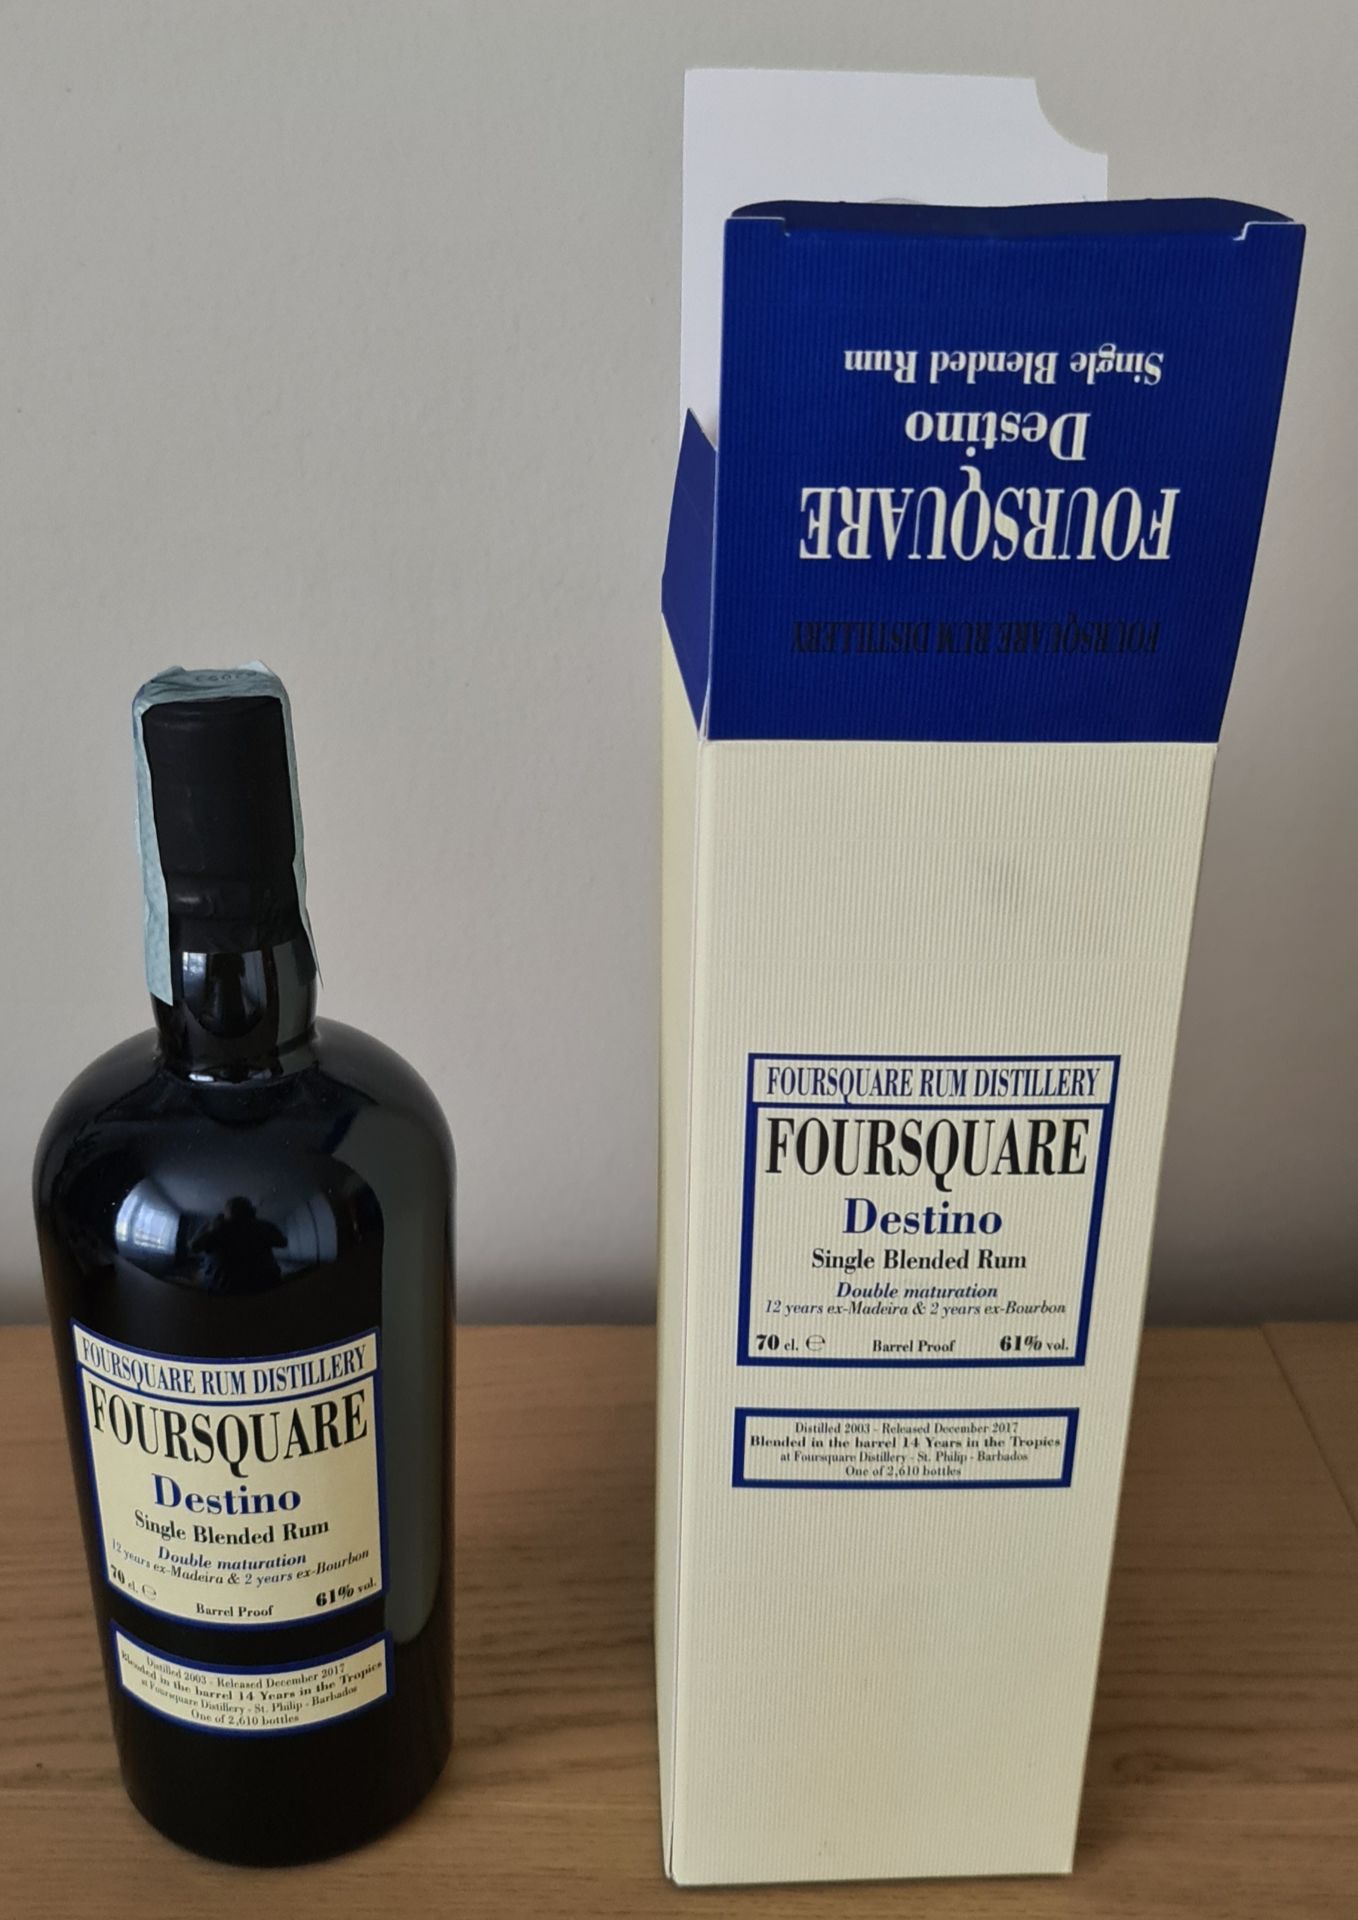 Single Blended Rum
Destino
FOURSQUARE
FOURSQUARE RUM DISTILLERY
FOURSQUARE RUM DISTILLERY
FOURSQUARE
Destino
Single Blended Rum
Double maturation
12 years ex-Madeira & 2 years ex-Bourbon
70 cl. ℮ Barrel Proof 61% vol.
Distilled 2003 - Released December 2017
Blended in the barrel 14 Years in the Tropics
at Foursquare Distillery - St. Philip - Barbados
One of 2,610 bottles
FOURSQUARE RUM DISTILLERY
FOURSQUARE
Destino
Single Blended Rum
Double maturation
12 years ex-Madeira & 2 years ex-Bourbon
70 cl. ℮ Barrel Proof 61% vol.
Distilled 2003 - Released December 2017
Blended in the barrel 14 Years in the Tropics
at Foursquare Distillery - St. Philip - Barbados
One of 2,610 bottles